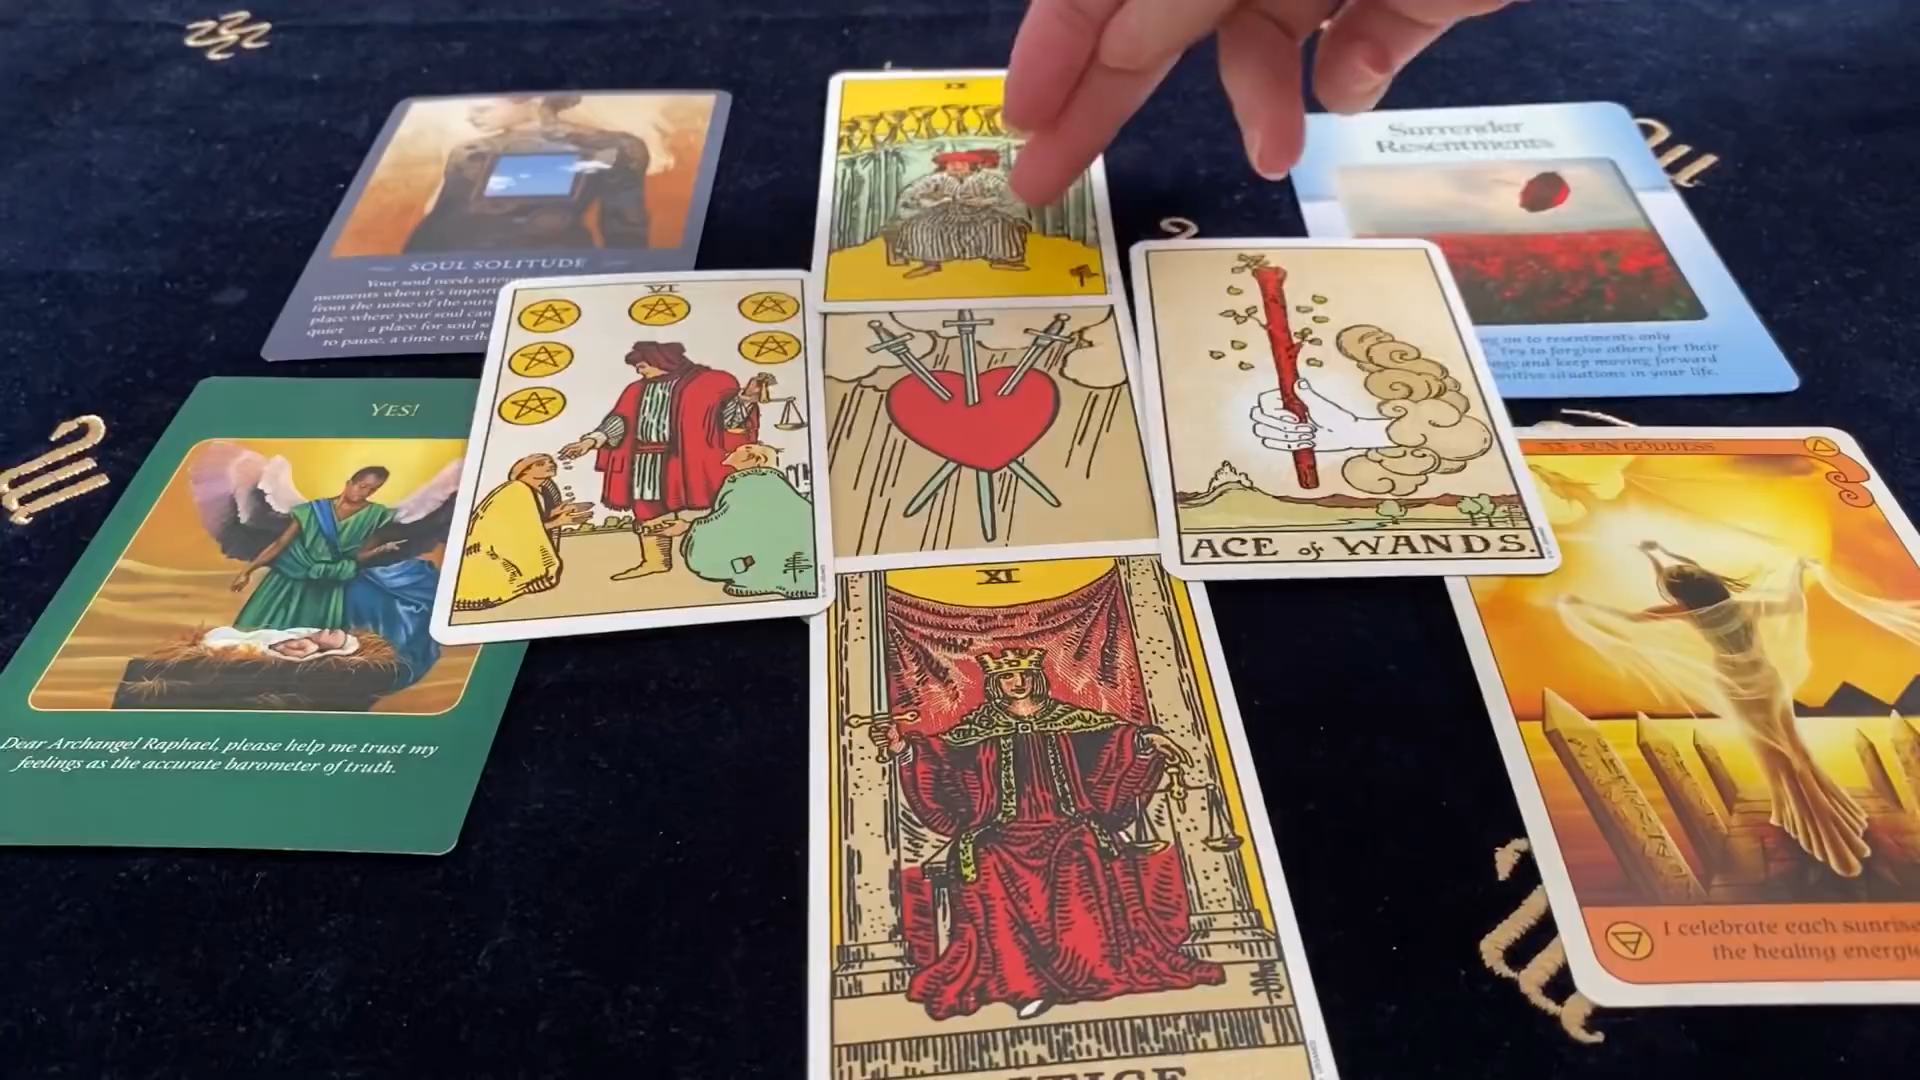 SOUL SOLITUDE
Your soul needs
moments when it's
from the noise of the
place where your soul can
quiet a place for soul
to pause, a time to
IX
Surrender
Resentments
on to resentments only
Try to forgive others for their
and keep moving forward
situations in your life.
YES!
Dear Archangel Raphael, please help me trust my
feelings as the accurate barometer of truth.
VI
ACE of WANDS.
XI
SUN GODDESS
I celebrate each sunrise
the healing